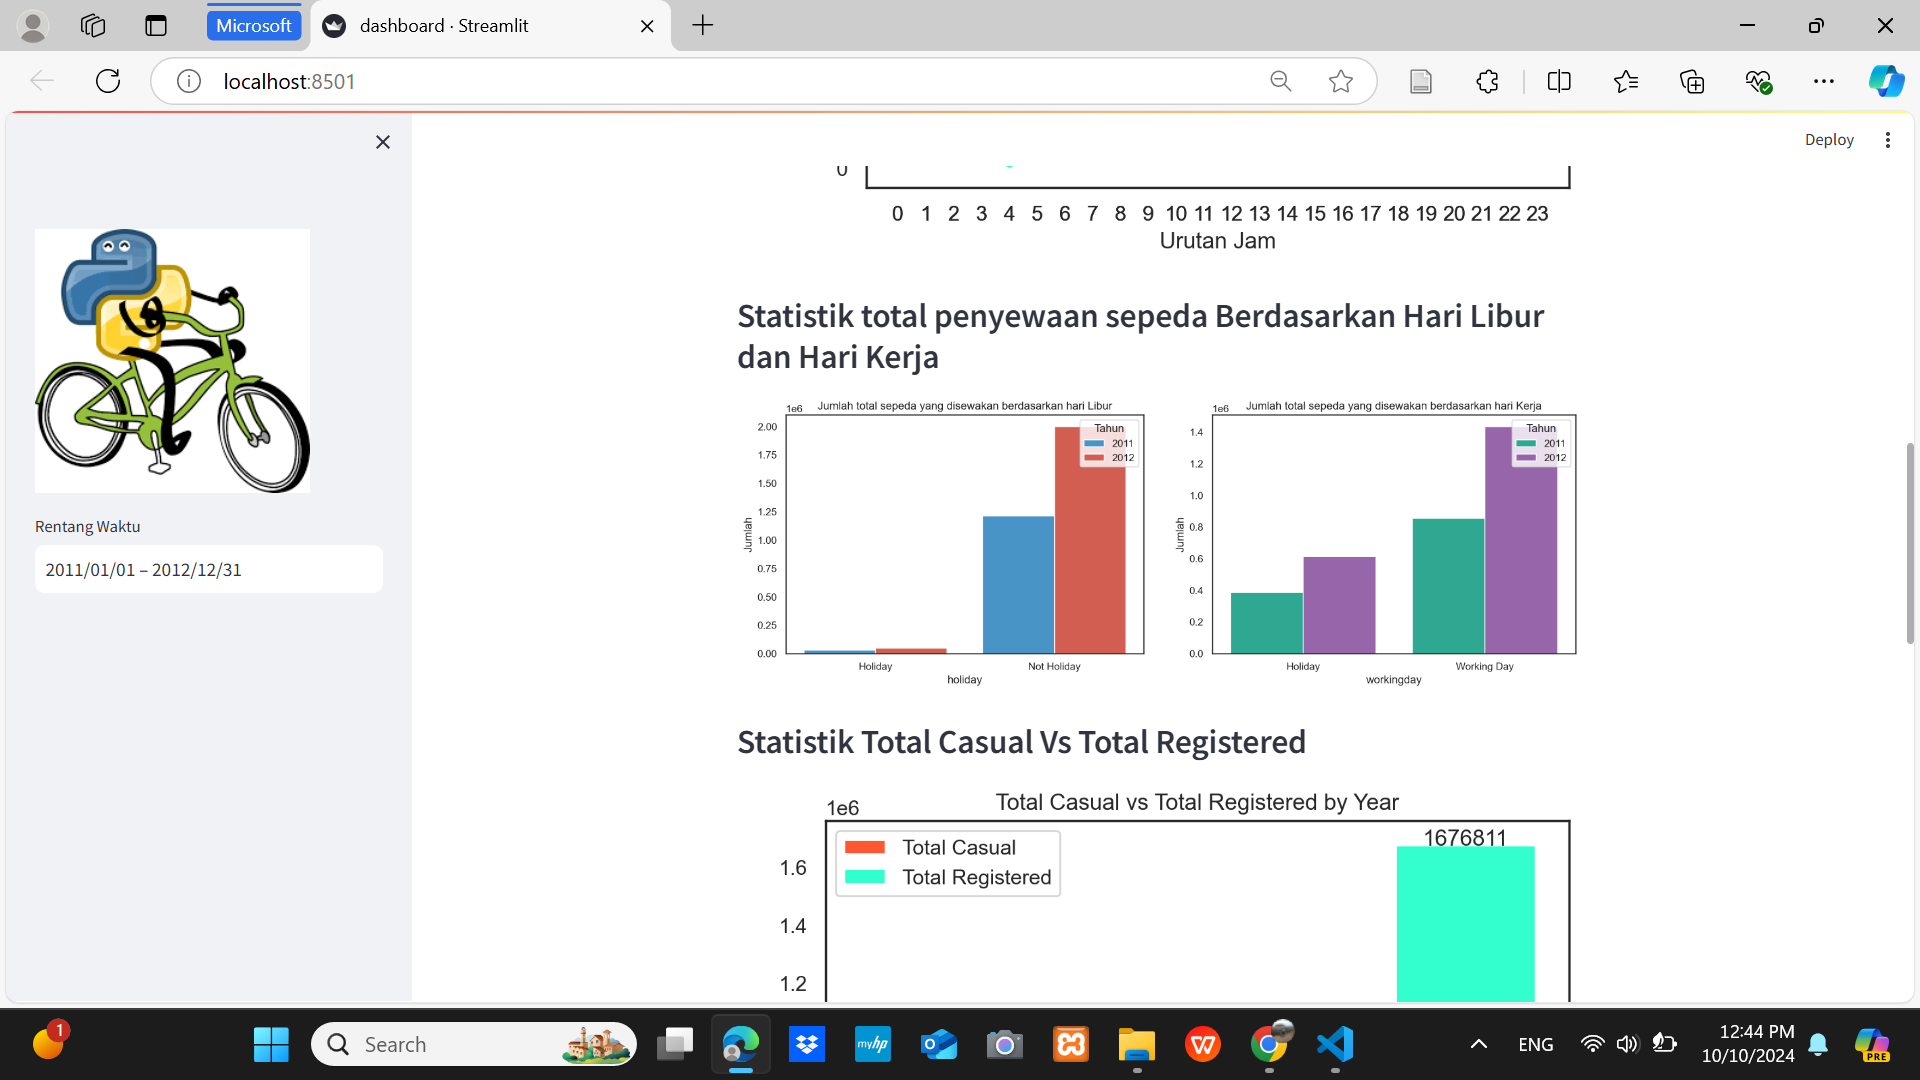 Microsoft
dashboard · Streamlit
localhost:8501
Deploy
Rentang Waktu
2011/01/01 – 2012/12/31
0
0 1 2 3 4 5 6 7 8 9 10 11 12 13 14 15 16 17 18 19 20 21 22 23
Urutan Jam
Statistik total penyewaan sepeda Berdasarkan Hari Libur
dan Hari Kerja
1e6 Jumlah total sepeda yang disewakan berdasarkan hari Libur
Tahun
2011
2012
2.00
1.75
1.50
1.25
1.00
0.75
0.50
0.25
0.00
Jumlah
Holiday Not Holiday
holiday
1e6 Jumlah total sepeda yang disewakan berdasarkan hari Kerja
Tahun
2011
2012
1.4
1.2
1.0
0.8
0.6
0.4
0.2
0.0
Jumlah
Holiday Working Day
workingday
Statistik Total Casual Vs Total Registered
1e6 Total Casual vs Total Registered by Year
Total Casual
Total Registered
1676811
1.6
1.4
1.2
1
Search
myhp
ENG
12:44 PM
10/10/2024
PRE